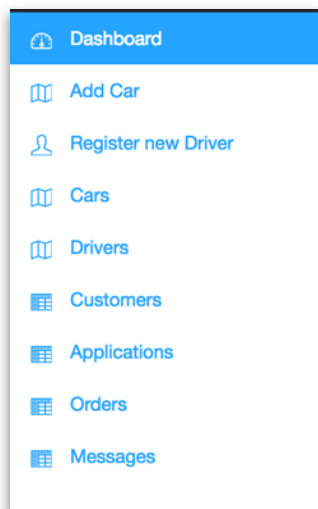 Dashboard
Add Car
Register new Driver
Cars
Drivers
Customers
Applications
Orders
Messages